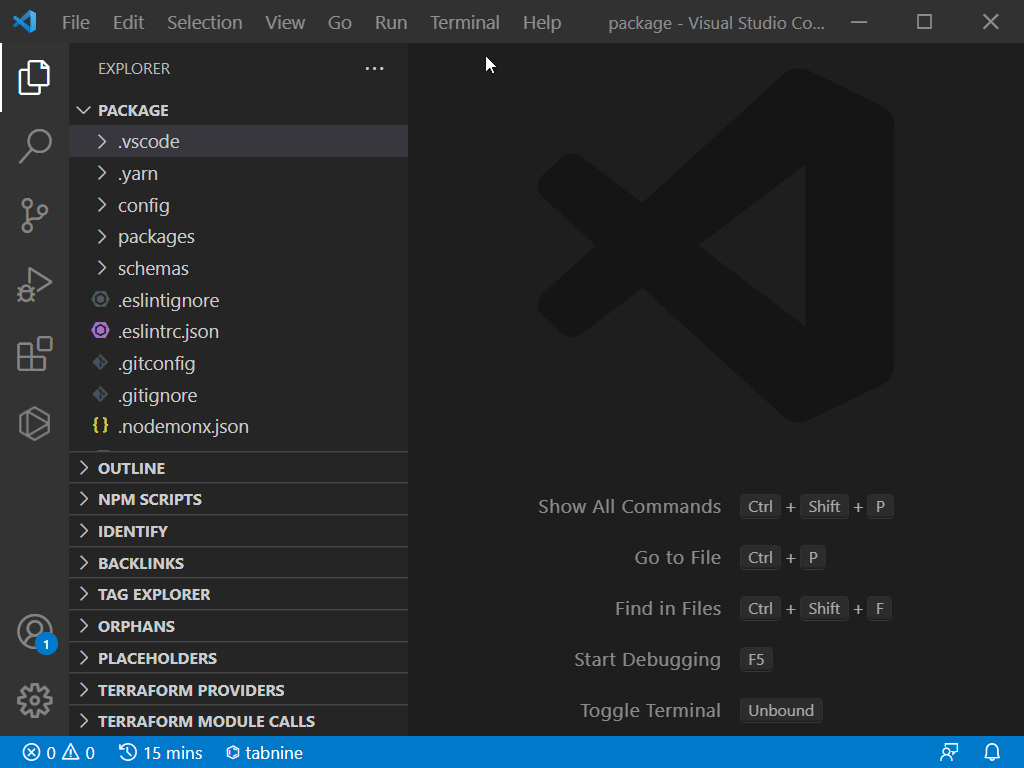 File Edit Selection View Go Run Terminal Help package - Visual Studio Co...
EXPLORER
PACKAGE
.vscode
.yarn
config
packages
schemas
.eslintignore
.eslintrc.json
.gitconfig
.gitignore
{} .nodemonx.json
OUTLINE
NPM SCRIPTS
IDENTIFY
BACKLINKS
TAG EXPLORER
ORPHANS
PLACEHOLDERS
TERRAFORM PROVIDERS
TERRAFORM MODULE CALLS
Show All Commands Ctrl + Shift + P
Go to File Ctrl + P
Find in Files Ctrl + Shift + F
Start Debugging F5
Toggle Terminal Unbound
1
0 0 15 mins tabnine